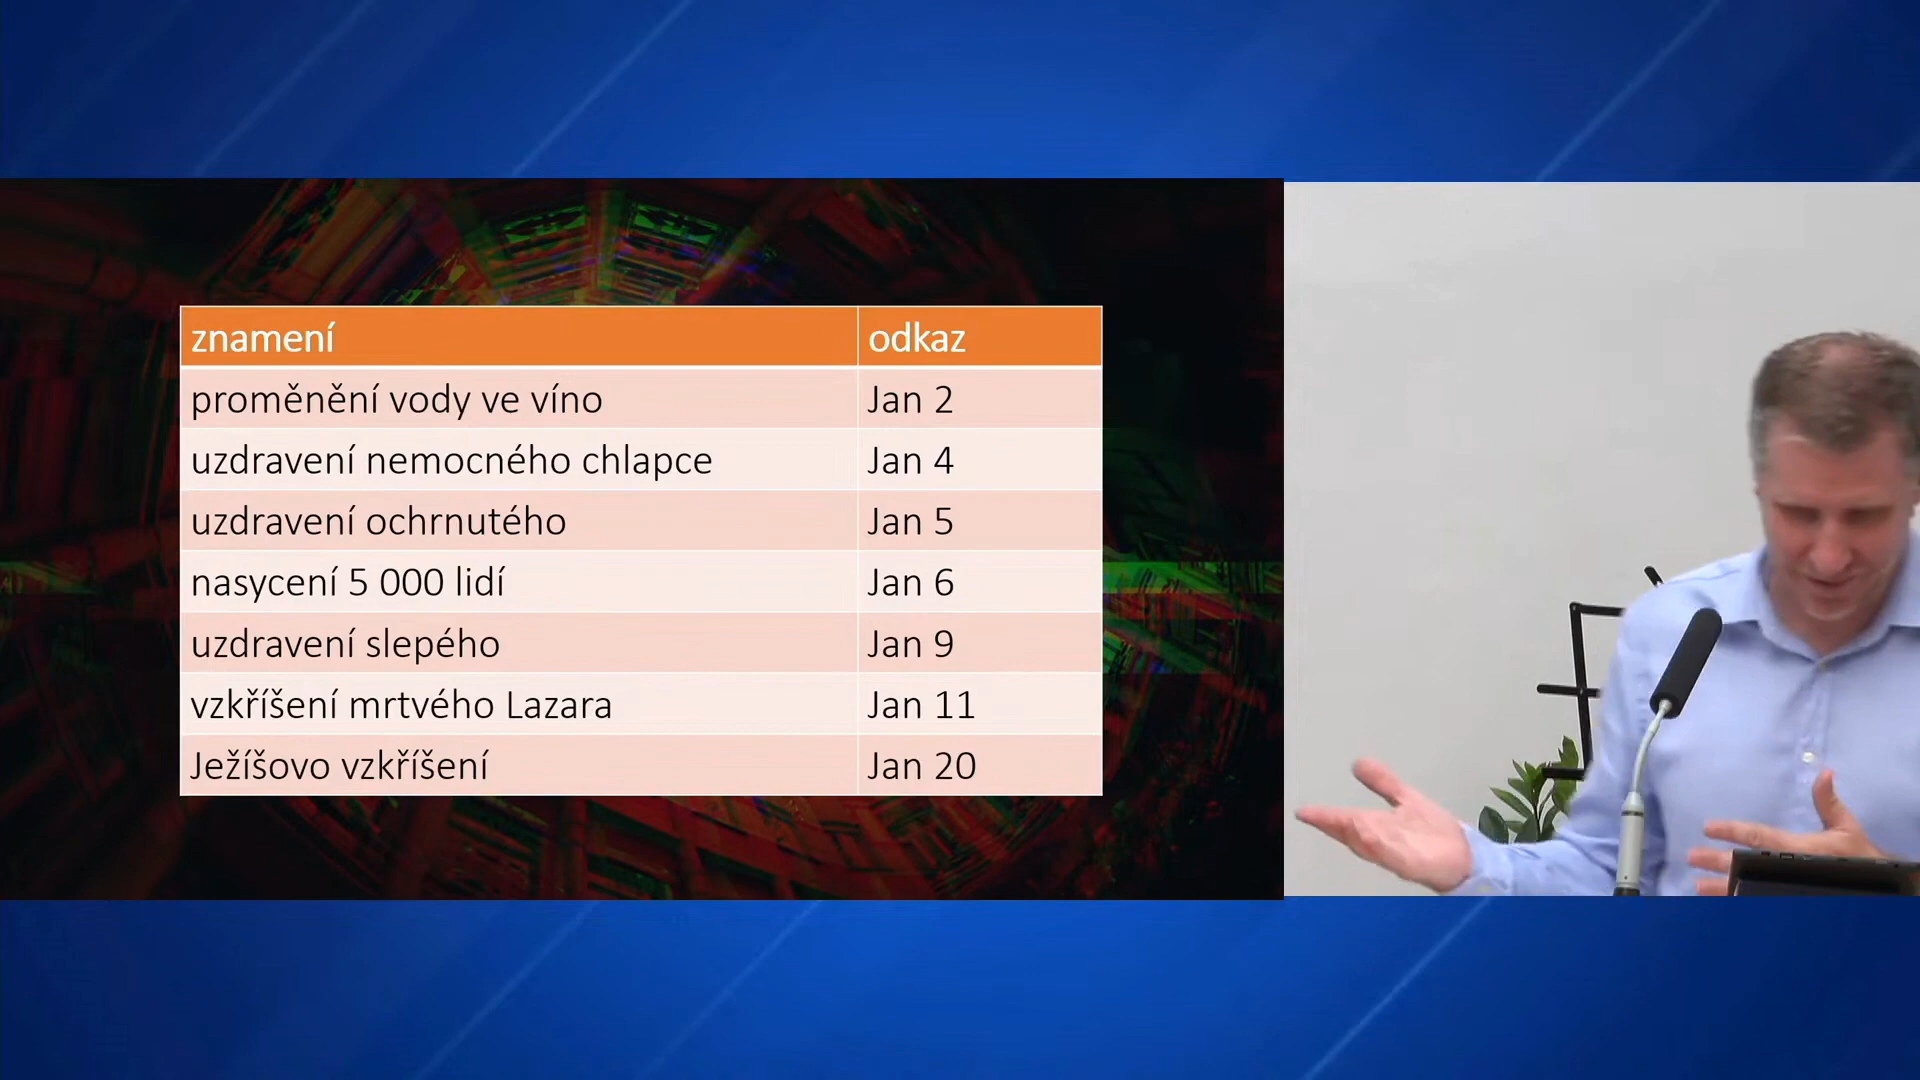 znamení odkaz
proměnění vody ve víno Jan 2
uzdravení nemocného chlapce Jan 4
uzdravení ochrnutého Jan 5
nasycení 5 000 lidí Jan 6
uzdravení slepého Jan 9
vzkříšení mrtvého Lazara Jan 11
Ježíšovo vzkříšení Jan 20